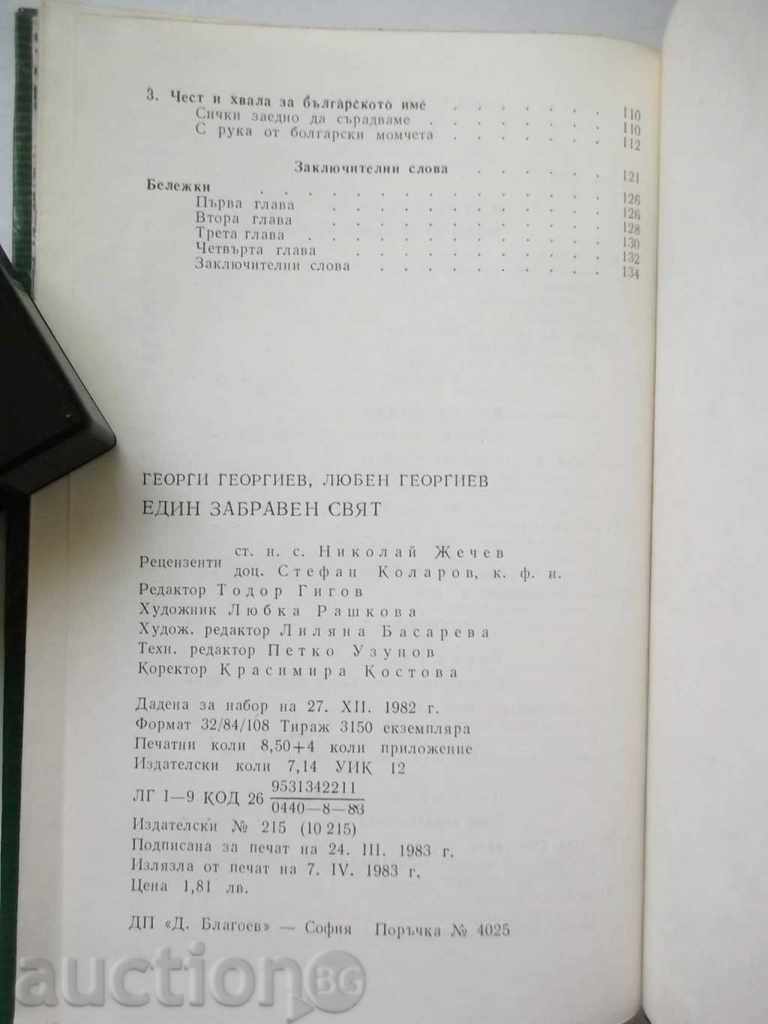 3. Чест и хвала за българското име . . . . . . . 110
Сички заедно да сърадваме . . . . . . . 110
С рука от болгарски момчета . . . . . . 112
Заключителни слова . . . . . . 121
Бележки . . . . . . . . . . . . . 126
Първа глава . . . . . . . . . . 126
Втора глава . . . . . . . . . . 128
Трета глава . . . . . . . . . . 130
Четвърта глава . . . . . . . . . 132
Заключителни слова . . . . . . . . 134
ГЕОРГИ ГЕОРГИЕВ, ЛЮБЕН ГЕОРГИЕВ
ЕДИН ЗАБРАВЕН СВЯТ
Рецензенти ст. н. с. Николай Жечев
доц. Стефан Коларов, к. ф. н.
Редактор Тодор Гигов
Художник Любка Рашкова
Худож. редактор Лиляна Басарева
Техн. редактор Петко Узунов
Коректор Красимира Костова
Дадена за набор на 27. XII. 1982 г.
Формат 32/84/108 Тираж 3150 екземпляра
Печатни коли 8,50+4 коли приложение
Издателски коли 7,14 УИК 12
ЛГ I—9 КОД 26 9531342211
0440—8—83
Издателски № 215 (10 215)
Подписана за печат на 24. III. 1983 г.
Излязла от печат на 7. IV. 1983 г.
Цена 1,81 лв.
ДП «Д. Благоев» — София Поръчка № 4025
auction BG